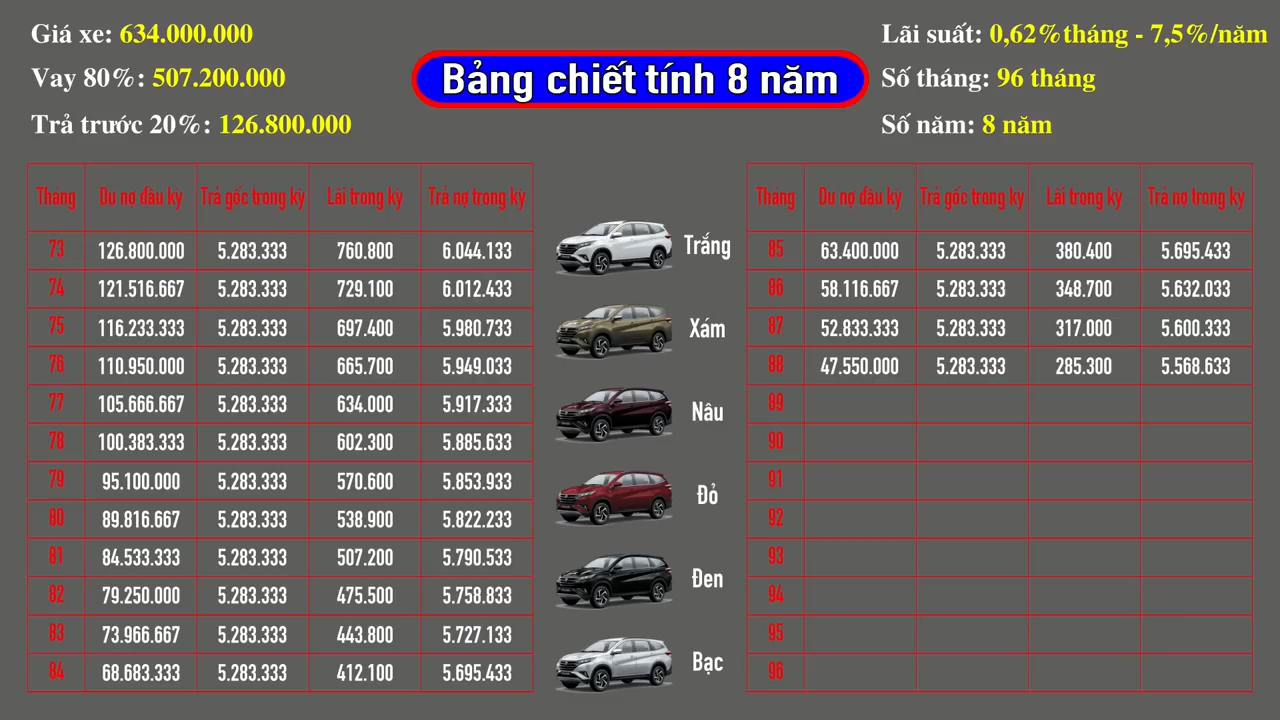 Giá xe: 634.000.000
Vay 80%: 507.200.000
Trả trước 20%: 126.800.000
Bảng chiết tính 8 năm
Lãi suất: 0,62%tháng - 7,5%/năm
Số tháng: 96 tháng
Số năm: 8 năm
Tháng Dư nợ đầu kỳ Trả gốc trong kỳ Lãi trong kỳ Trả nợ trong kỳ
73 126.800.000 5.283.333 760.800 6.044.133
74 121.516.667 5.283.333 729.100 6.012.433
75 116.233.333 5.283.333 697.400 5.980.733
76 110.950.000 5.283.333 665.700 5.949.033
77 105.666.667 5.283.333 634.000 5.917.333
78 100.383.333 5.283.333 602.300 5.885.633
79 95.100.000 5.283.333 570.600 5.853.933
80 89.816.667 5.283.333 538.900 5.822.233
81 84.533.333 5.283.333 507.200 5.790.533
82 79.250.000 5.283.333 475.500 5.758.833
83 73.966.667 5.283.333 443.800 5.727.133
84 68.683.333 5.283.333 412.100 5.695.433
Trắng
Xám
Nâu
Đỏ
Đen
Bạc
Tháng Dư nợ đầu kỳ Trả gốc trong kỳ Lãi trong kỳ Trả nợ trong kỳ
85 63.400.000 5.283.333 380.400 5.695.433
86 58.116.667 5.283.333 348.700 5.632.033
87 52.833.333 5.283.333 317.000 5.600.333
88 47.550.000 5.283.333 285.300 5.568.633
89
90
91
92
93
94
95
96